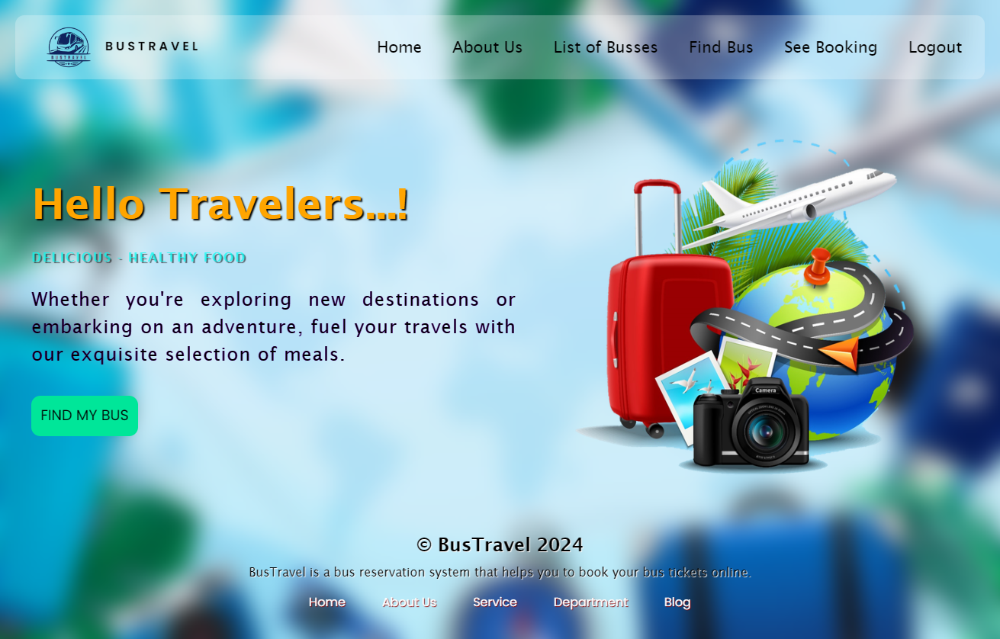 BUSTRAVEL
BUSTRAVEL
Home About Us List of Busses Find Bus See Booking Logout
Hello Travelers...!
DELICIOUS - HEALTHY FOOD
Whether you're exploring new destinations or
embarking on an adventure, fuel your travels with
our exquisite selection of meals.
FIND MY BUS
Camera
© BusTravel 2024
BusTravel is a bus reservation system that helps you to book your bus tickets online.
Home About Us Service Department Blog